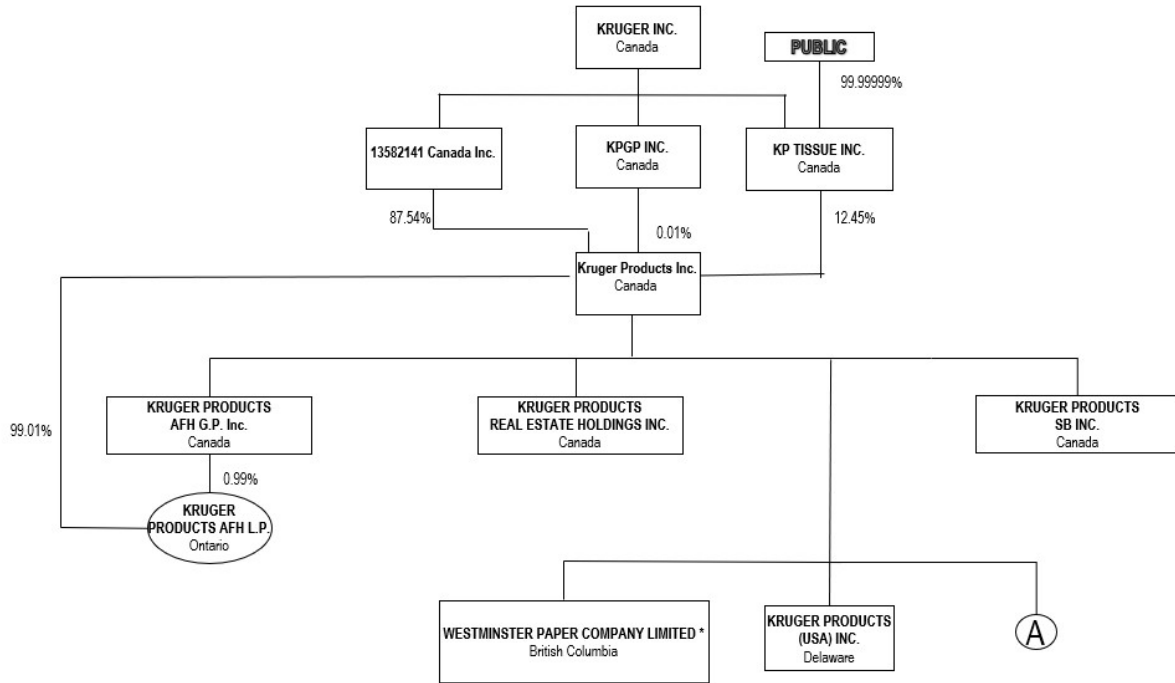 KRUGER INC.
Canada
PUBLIC
99.99999%
13582141 Canada Inc.
KPGP INC.
Canada
KP TISSUE INC.
Canada
87.54%
0.01%
12.45%
Kruger Products Inc.
Canada
KRUGER PRODUCTS
AFH G.P. Inc.
Canada
KRUGER PRODUCTS
REAL ESTATE HOLDINGS INC.
Canada
KRUGER PRODUCTS
SB INC.
Canada
99.01%
0.99%
KRUGER
PRODUCTS AFH L.P.
Ontario
WESTMINSTER PAPER COMPANY LIMITED *
British Columbia
KRUGER PRODUCTS
(USA) INC.
Delaware
A